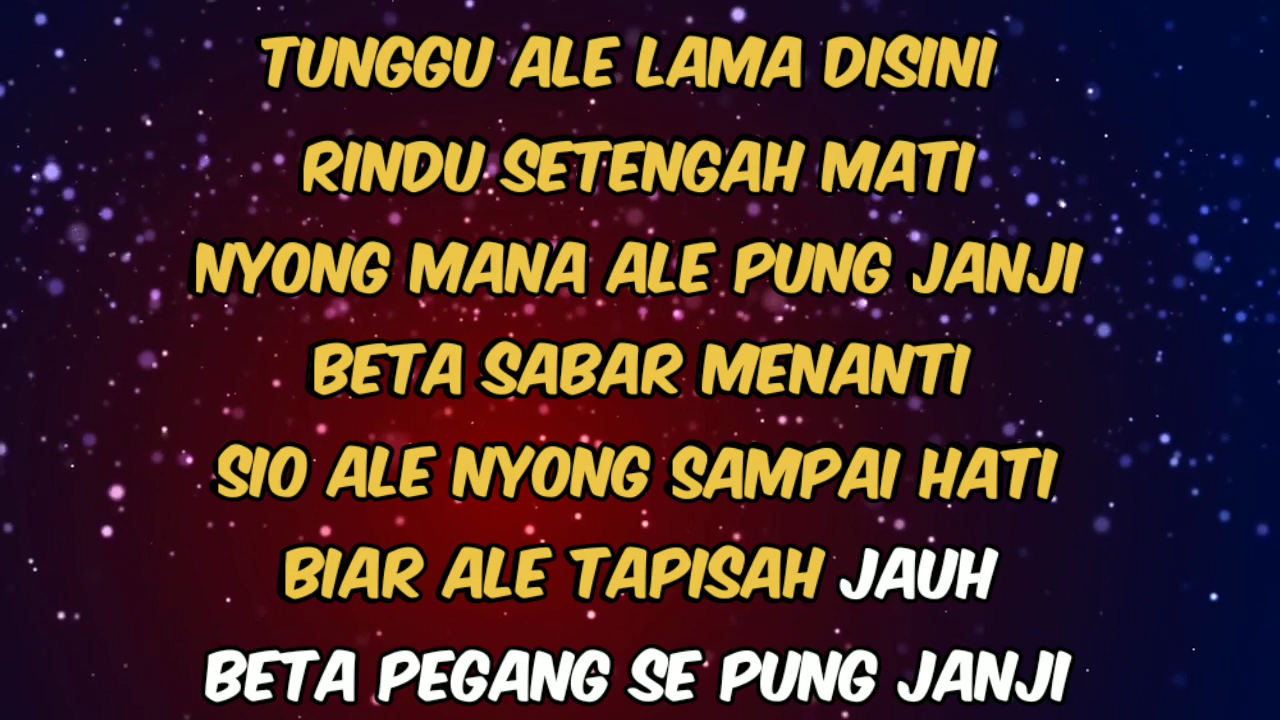 TUNGGU ALE LAMA DISINI
RINDU SETENGAH MATI
NYONG MANA ALE PUNG JANJI
BETA SABAR MENANTI
SIO ALE NYONG SAMPAI HATI
BIAR ALE TAPISAH JAUH
BETA PEGANG SE PUNG JANJI